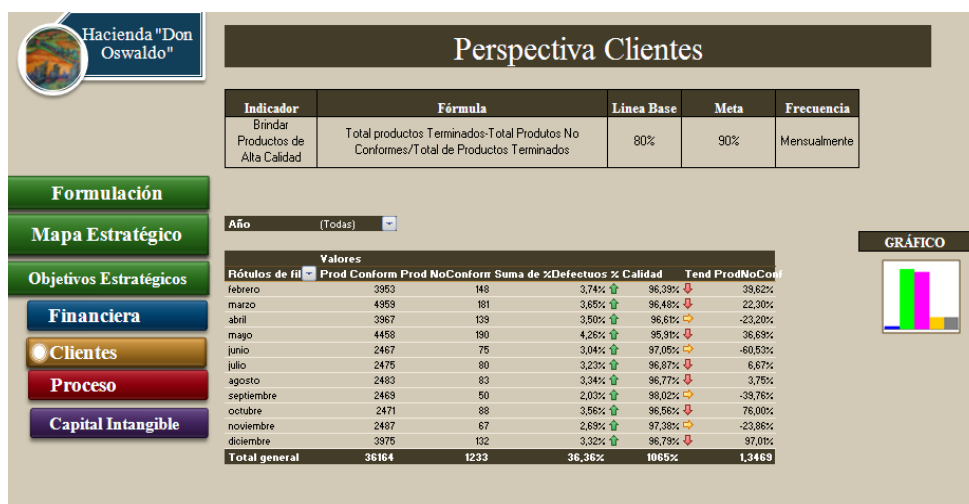 Hacienda "Don
Oswaldo"
Perspectiva Clientes
Indicador Fórmula Linea Base Meta Frecuencia
Brindar
Productos de
Alta Calidad
Total productos Terminados-Total Produtos No
Conformes/Total de Productos Terminados
80% 90% Mensualmente
Formulación
Mapa Estratégico
Objetivos Estratégicos
Financiera
Clientes
Proceso
Capital Intangible
Año (Todas)
GRÁFICO
Valores
Rótulos de fil Prod Conform Prod NoConform Suma de %Defectuos % Calidad Tend ProdNoConf
febrero 3953 148 3,74% 96,39% 39,62%
marzo 4959 181 3,65% 96,48% 22,30%
abril 3967 139 3,50% 96,61% -23,20%
mayo 4458 190 4,26% 95,91% 36,69%
junio 2467 75 3,04% 97,05% -60,53%
julio 2475 80 3,23% 96,87% 6,67%
agosto 2483 83 3,34% 96,77% 3,75%
septiembre 2469 50 2,03% 98,02% -39,76%
octubre 2471 88 3,56% 96,56% 76,00%
noviembre 2487 67 2,69% 97,38% -23,86%
diciembre 3975 132 3,32% 96,79% 97,01%
Total general 36164 1233 36,36% 1065% 1,3469